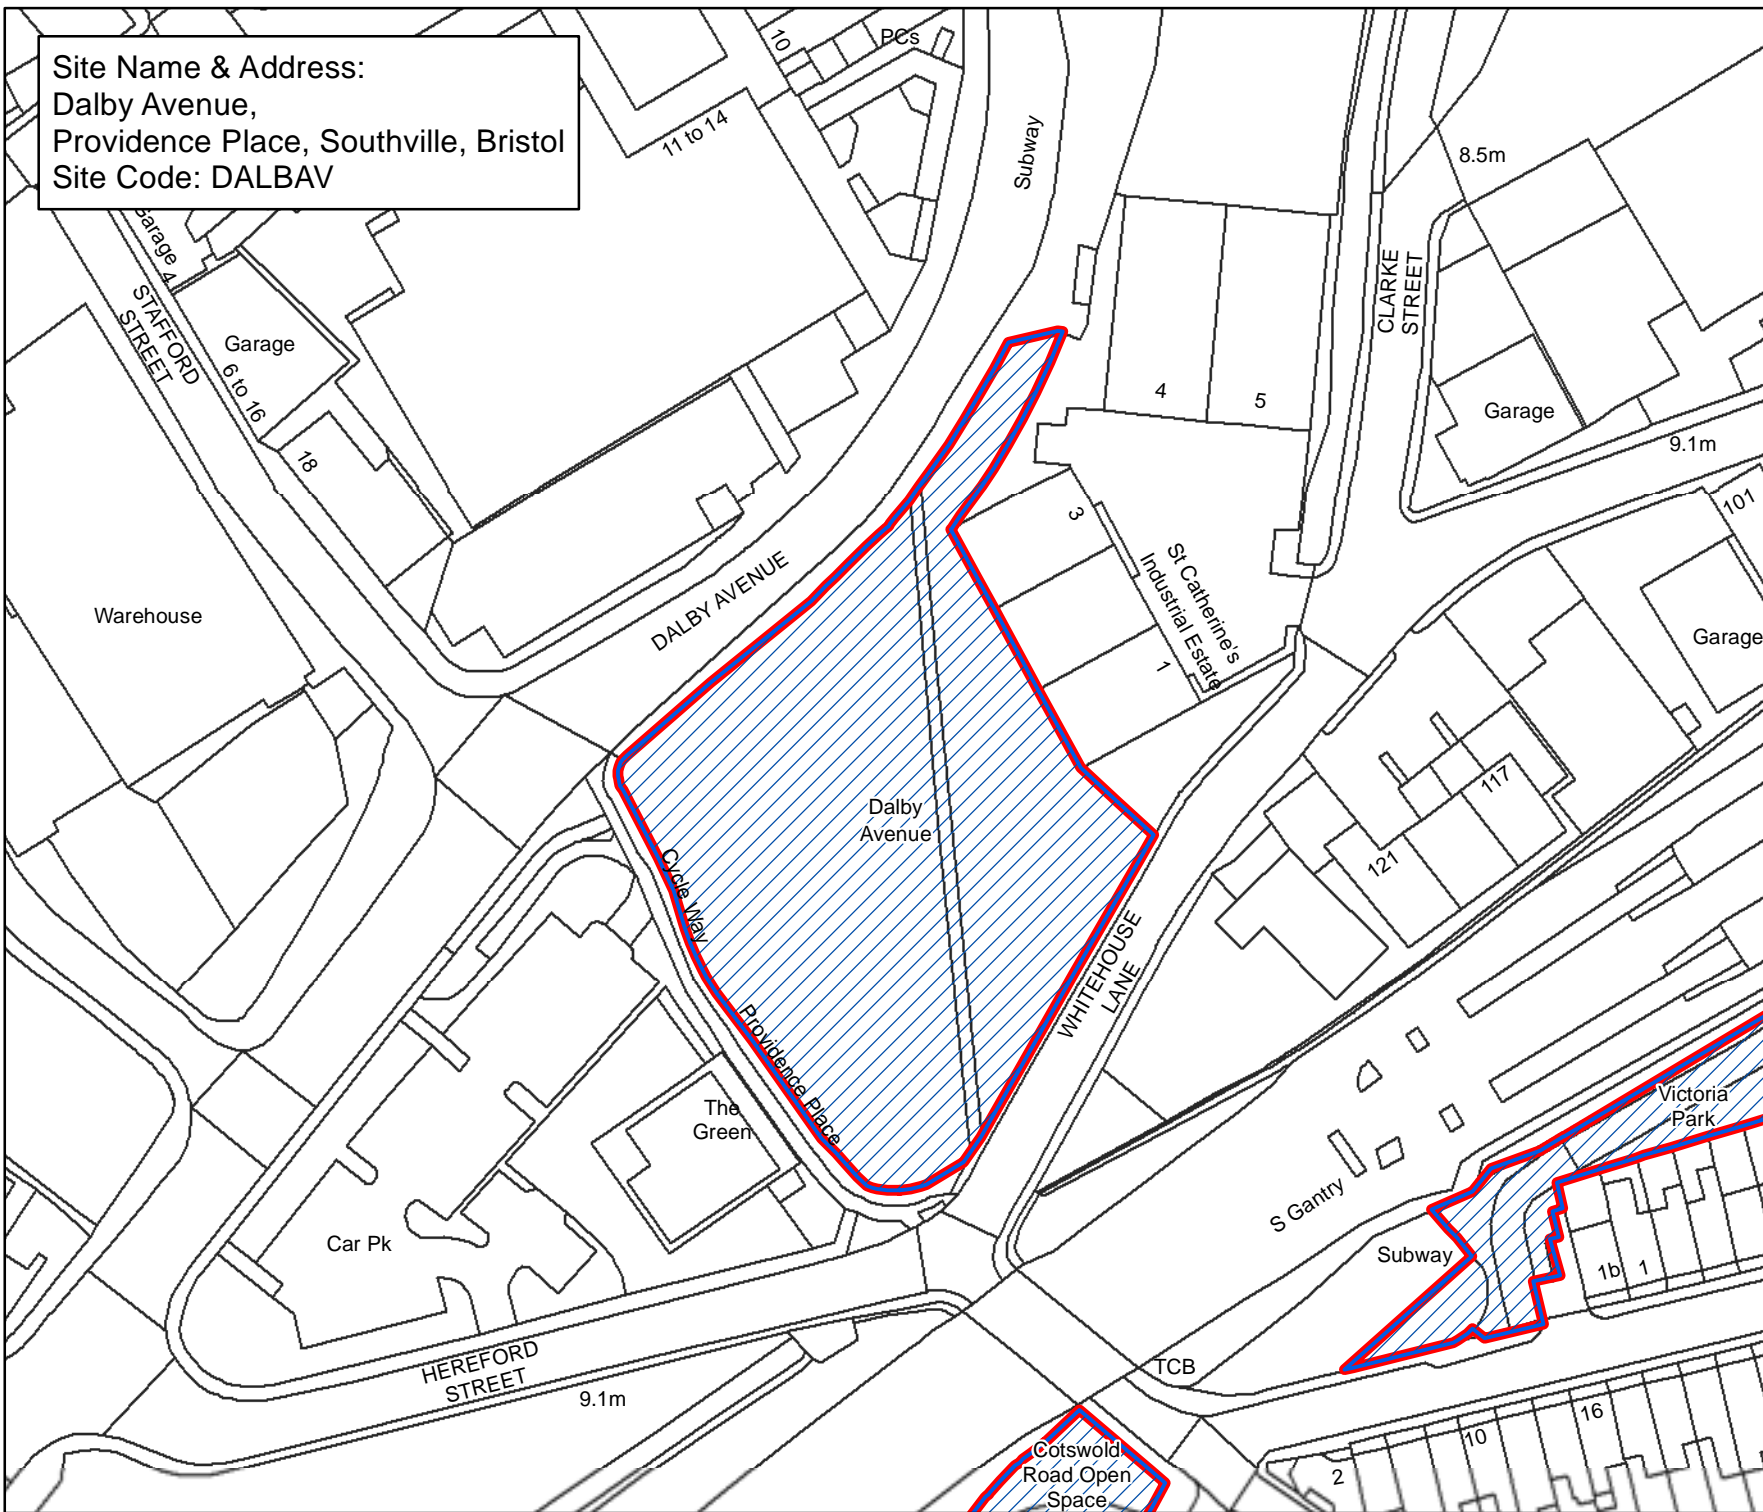 Site Name & Address:
Dalby Avenue,
Providence Place, Southville, Bristol
Site Code: DALBAV
PCs
10
11 to 14
Subway
8.5m
Garage 4
STAFFORD
STREET
Garage
6 to 16
18
CLARKE
STREET
4
5
Garage
9.1m
101
3
St Catherine's
Industrial Estate
1
DALBY AVENUE
Warehouse
Garage
117
121
Dalby
Avenue
Cycle Way
WHITEHOUSE
LANE
Providence Place
The
Green
Victoria
Park
S Gantry
Subway
1b
1
Car Pk
HEREFORD
STREET
9.1m
TCB
16
10
2
Cotswold
Road Open
Space